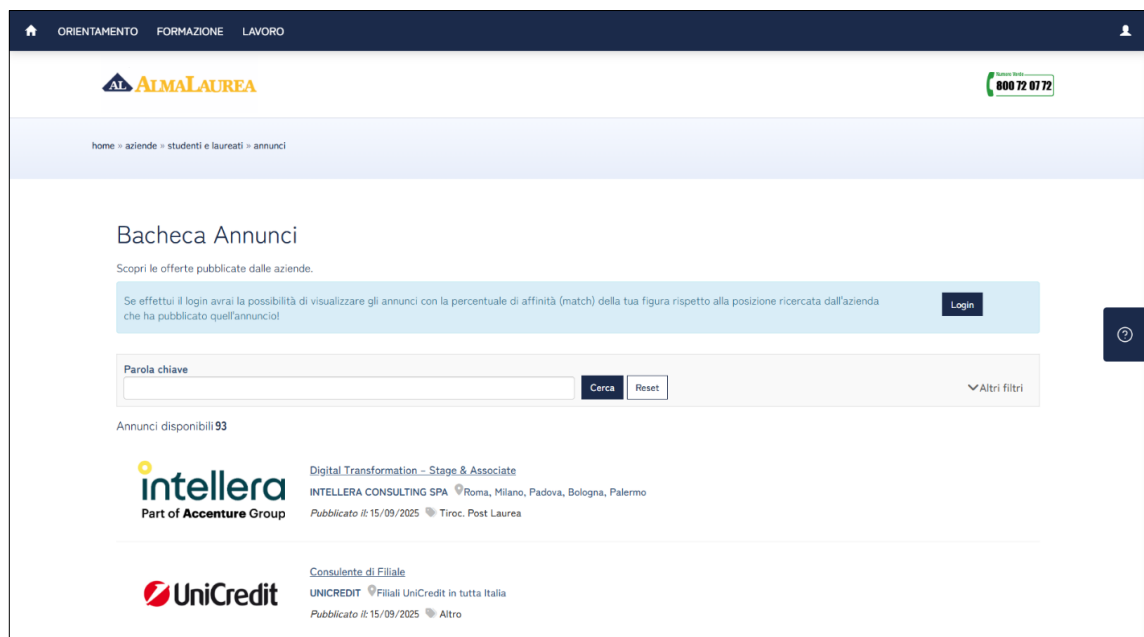 ORIENTAMENTO FORMAZIONE LAVORO
AL ALMALAUREA
Numero Verde
800 72 07 72
home » aziende » studenti e laureati » annunci
Bacheca Annunci
Scopri le offerte pubblicate dalle aziende.
Se effettui il login avrai la possibilità di visualizzare gli annunci con la percentuale di affinità (match) della tua figura rispetto alla posizione ricercata dall'azienda
che ha pubblicato quell'annuncio!
Login
Parola chiave
Cerca Reset Altri filtri
Annunci disponibili 93
intellera
Part of Accenture Group
Digital Transformation – Stage & Associate
INTELLERA CONSULTING SPA Roma, Milano, Padova, Bologna, Palermo
Pubblicato il: 15/09/2025 Tiroc. Post Laurea
UniCredit
Consulente di Filiale
UNICREDIT Filiali UniCredit in tutta Italia
Pubblicato il: 15/09/2025 Altro